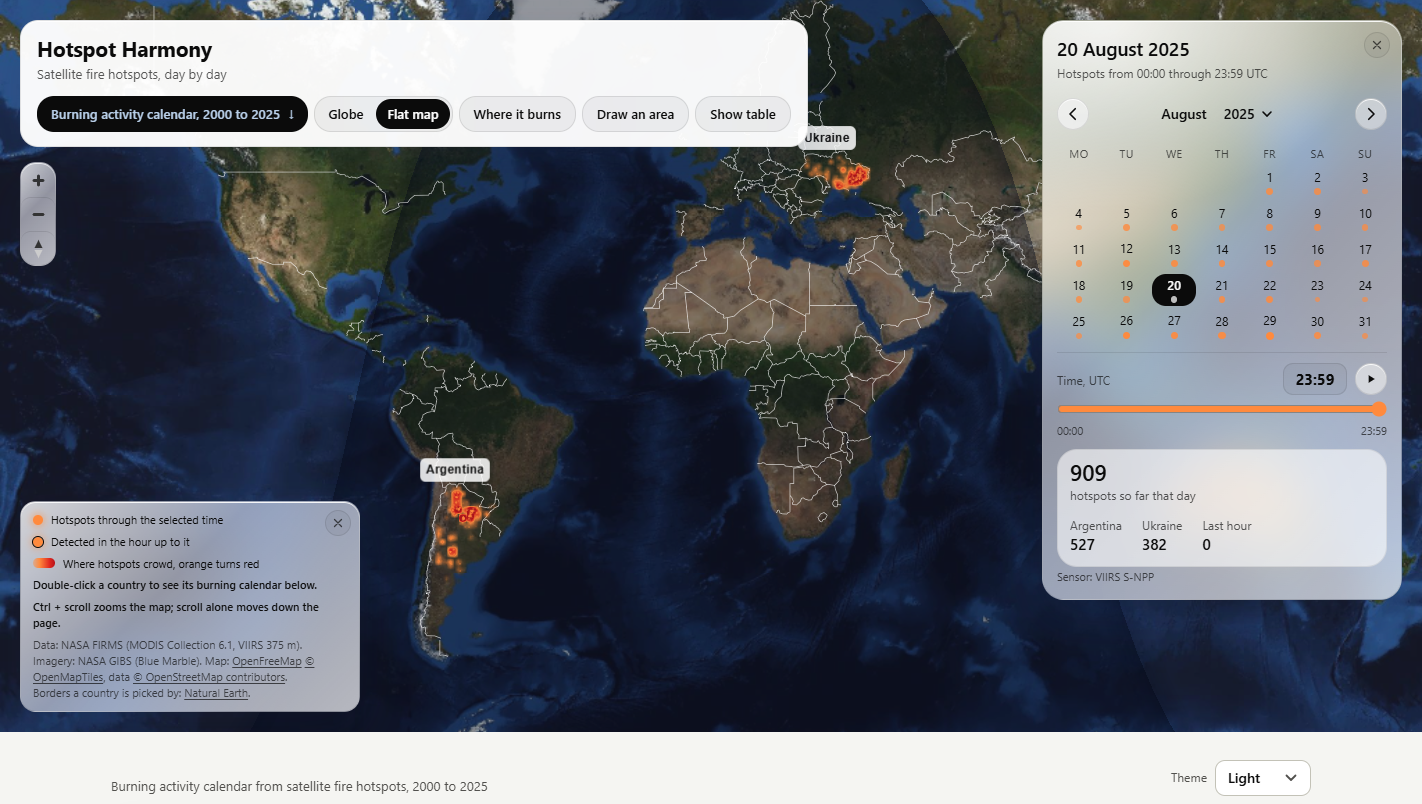 Hotspot Harmony
Satellite fire hotspots, day by day
Burning activity calendar, 2000 to 2025 ↓
Globe
Flat map
Where it burns
Draw an area
Show table
Ukraine
Argentina
Hotspots through the selected time
Detected in the hour up to it
Where hotspots crowd, orange turns red
Double-click a country to see its burning calendar below.
Ctrl + scroll zooms the map; scroll alone moves down the
page.
Data: NASA FIRMS (MODIS Collection 6.1, VIIRS 375 m).
Imagery: NASA GIBS (Blue Marble). Map: OpenFreeMap ©
OpenMapTiles, data © OpenStreetMap contributors.
Borders a country is picked by: Natural Earth.
20 August 2025
Hotspots from 00:00 through 23:59 UTC
August 2025
MO TU WE TH FR SA SU
1 2 3
4 5 6 7 8 9 10
11 12 13 14 15 16 17
18 19 20 21 22 23 24
25 26 27 28 29 30 31
Time, UTC 23:59
00:00 23:59
909
hotspots so far that day
Argentina Ukraine Last hour
527 382 0
Sensor: VIIRS S-NPP
Burning activity calendar from satellite fire hotspots, 2000 to 2025
Theme Light